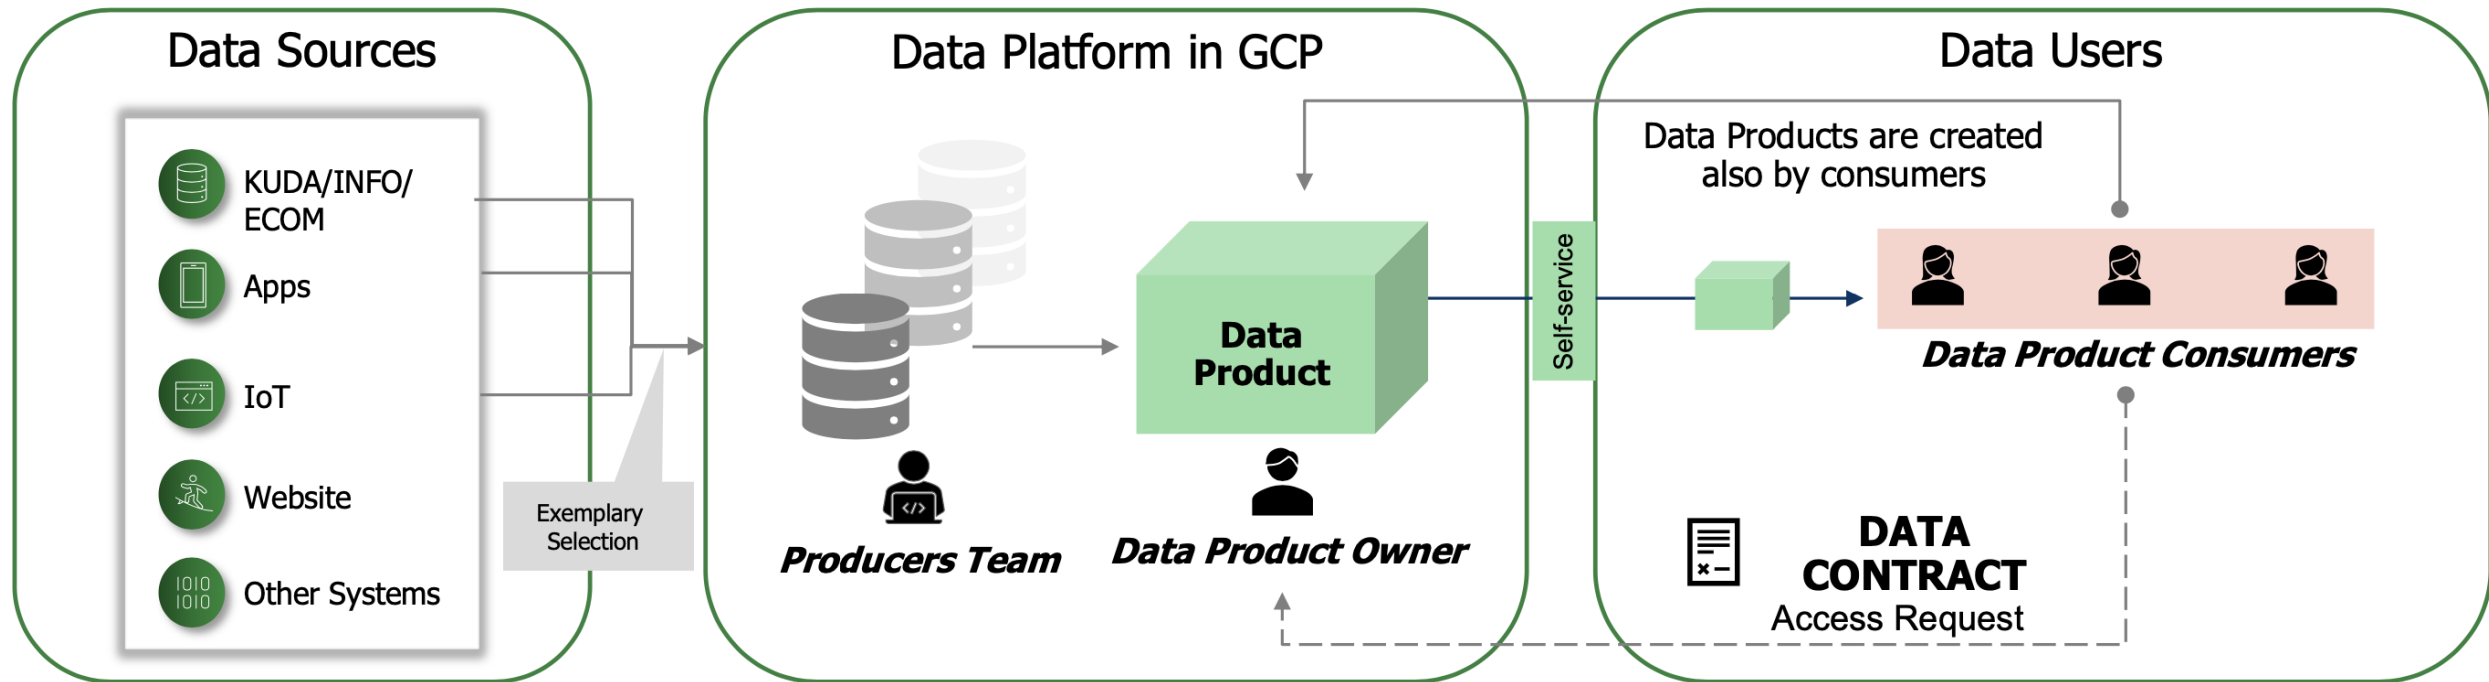 Data Sources
KUDA/INFO/
ECOM
Apps
IoT
Website
Other Systems
Exemplary
Selection
Data Platform in GCP
Data
Product
Producers Team
Data Product Owner
Self-service
Data Users
Data Products are created
also by consumers
Data Product Consumers
DATA
CONTRACT
Access Request